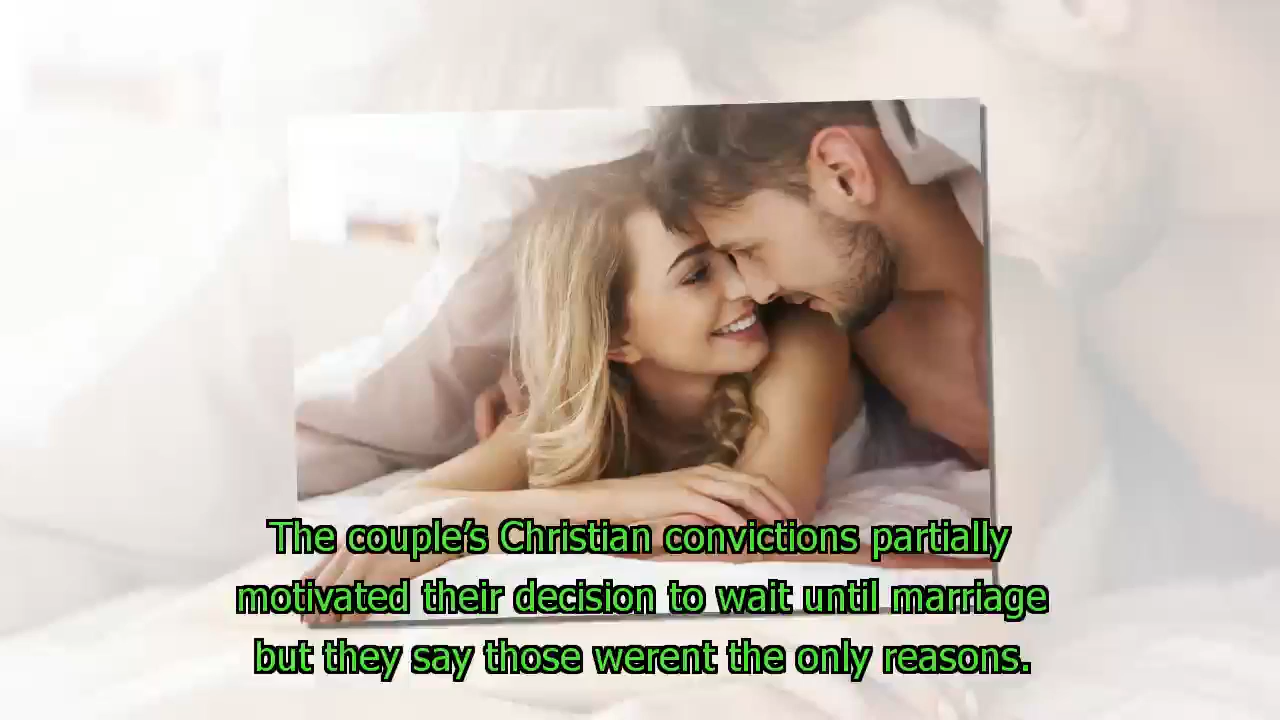 The couple’s Christian convictions partially
motivated their decision to wait until marriage
but they say those werent the only reasons.